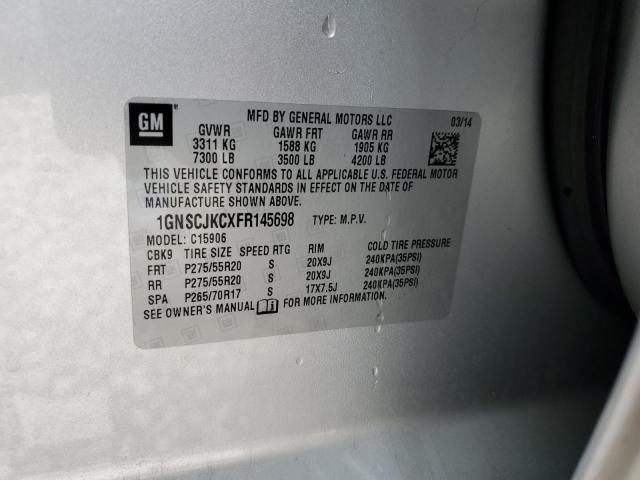 GM
MFD BY GENERAL MOTORS LLC
03/14
GVWR GAWR FRT GAWR RR
3311 KG 1588 KG 1905 KG
7300 LB 3500 LB 4200 LB
THIS VEHICLE CONFORMS TO ALL APPLICABLE U.S. FEDERAL MOTOR
VEHICLE SAFETY STANDARDS IN EFFECT ON THE DATE OF
MANUFACTURE SHOWN ABOVE.
1GNSCJKCXFR145698 TYPE: M.P.V.
MODEL: C15906
CBK9 TIRE SIZE SPEED RTG RIM COLD TIRE PRESSURE
FRT P275/55R20 S 20X9J 240KPA(35PSI)
RR P275/55R20 S 20X9J 240KPA(35PSI)
SPA P265/70R17 S 17X7.5J 240KPA(35PSI)
SEE OWNER'S MANUAL FOR MORE INFORMATION.